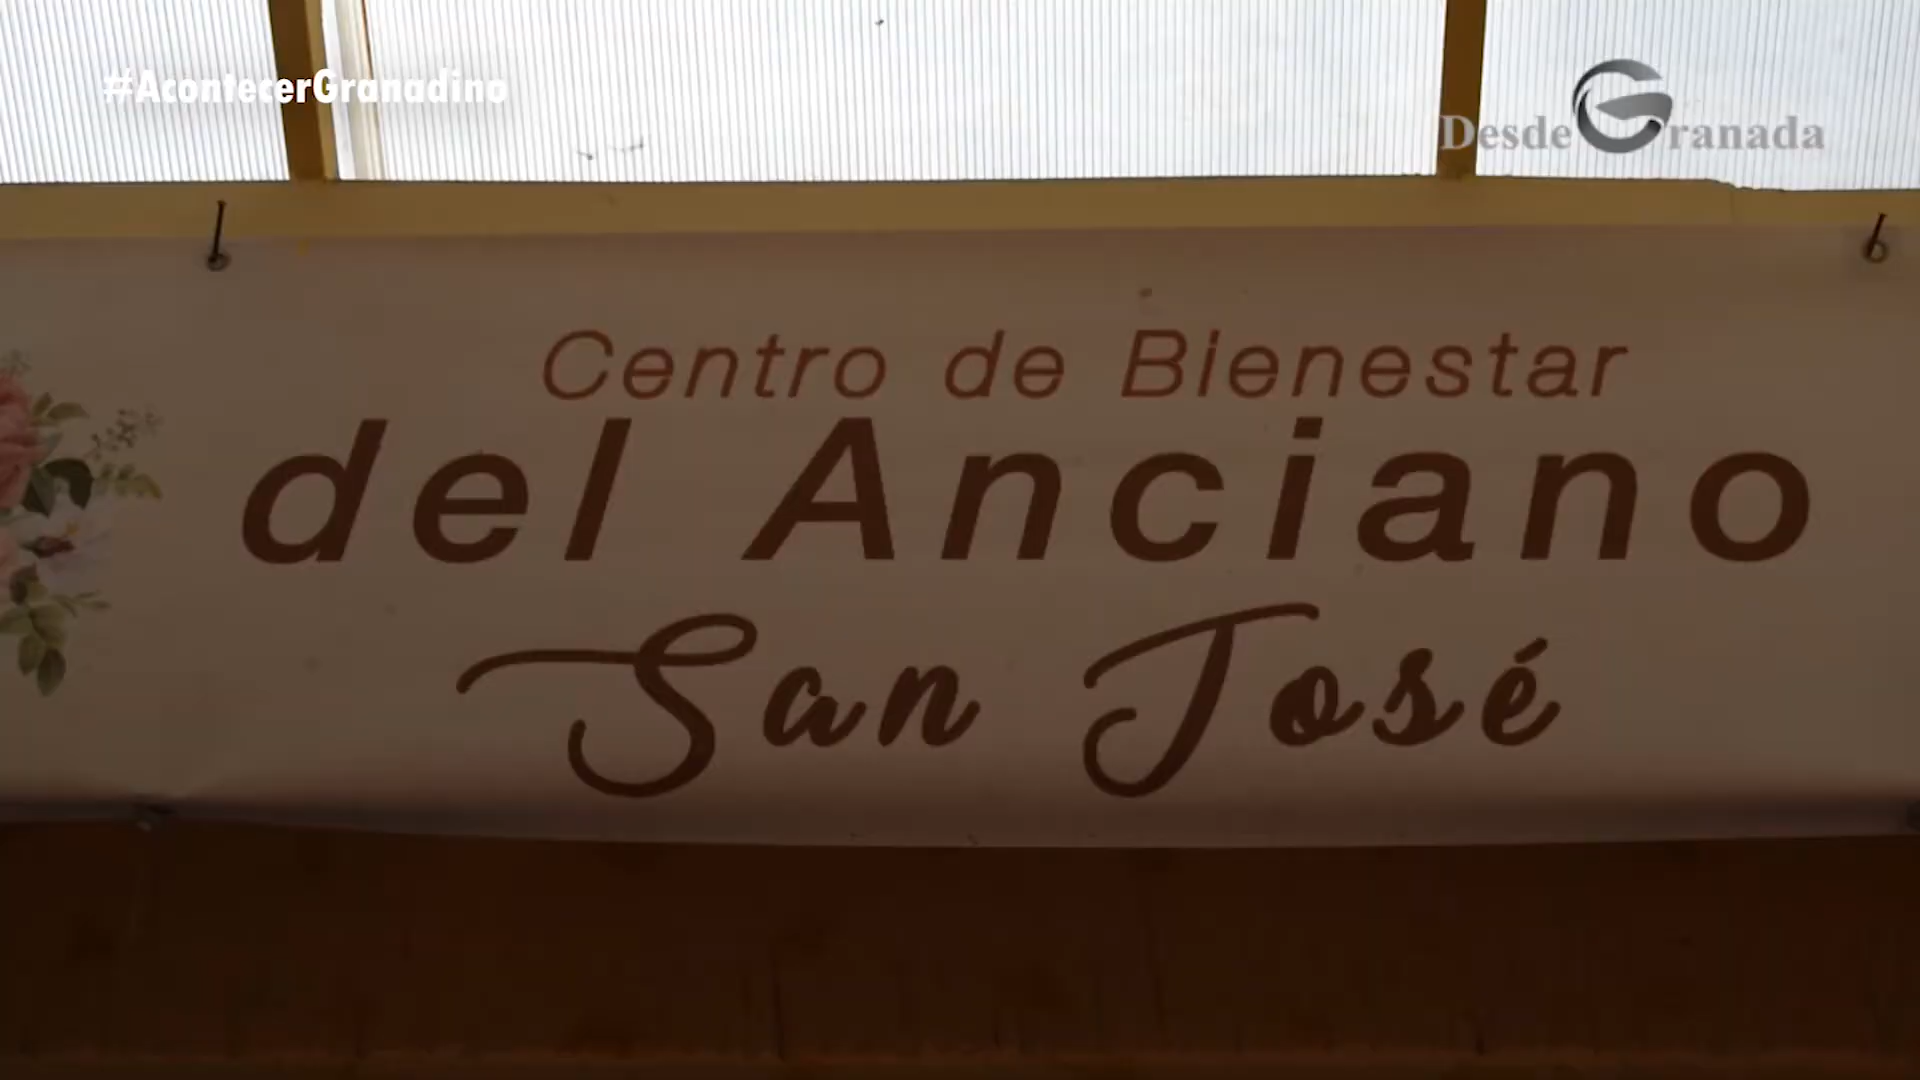 #AcontecerGranadino
DesdeGranada
Centro de Bienestar
del Anciano
San José